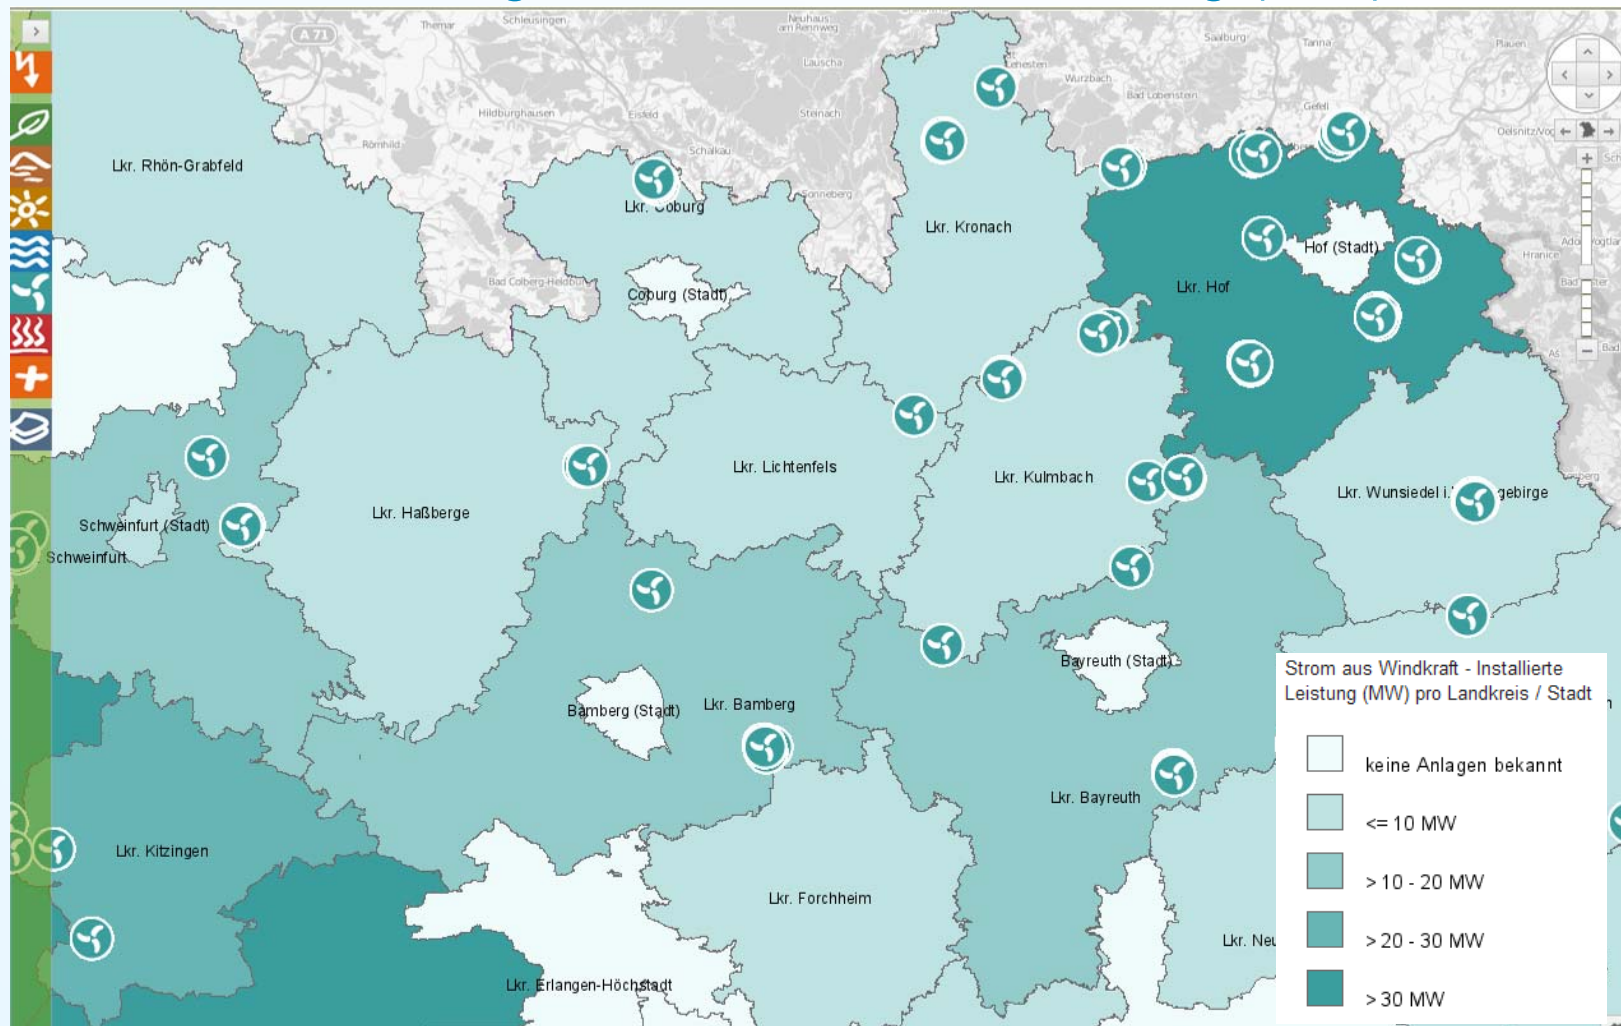 Themar
Schleusingen
Neuhaus
am Rennweg
A 71
Saalburg
Tanna
Plauen
Lauscha
Lehesten
Wurzbach
Bad Lobenstein
Gefell
Hildburghausen
Eisfeld
Steinach
Oelsnitz/Vog
Römhild
Schalkau
Lkr. Rhön-Grabfeld
Sonneberg
Lkr. Coburg
Lkr. Kronach
Hof (Stadt)
Hranice
Bad Colberg-Heldbu
Coburg (Stadt)
Lkr. Hof
Lkr. Lichtenfels
Lkr. Kulmbach
Lkr. Wunsiedel i.
gebirge
Lkr. Haßberge
Schweinfurt (Stadt)
Schweinfurt
Bayreuth (Stadt)
Bamberg (Stadt)
Lkr. Bamberg
Lkr. Bayreuth
Lkr. Kitzingen
Lkr. Forchheim
Lkr. Neu
Lkr. Erlangen-Höchstadt
Strom aus Windkraft - Installierte
Leistung (MW) pro Landkreis / Stadt
keine Anlagen bekannt
<= 10 MW
> 10 - 20 MW
> 20 - 30 MW
> 30 MW